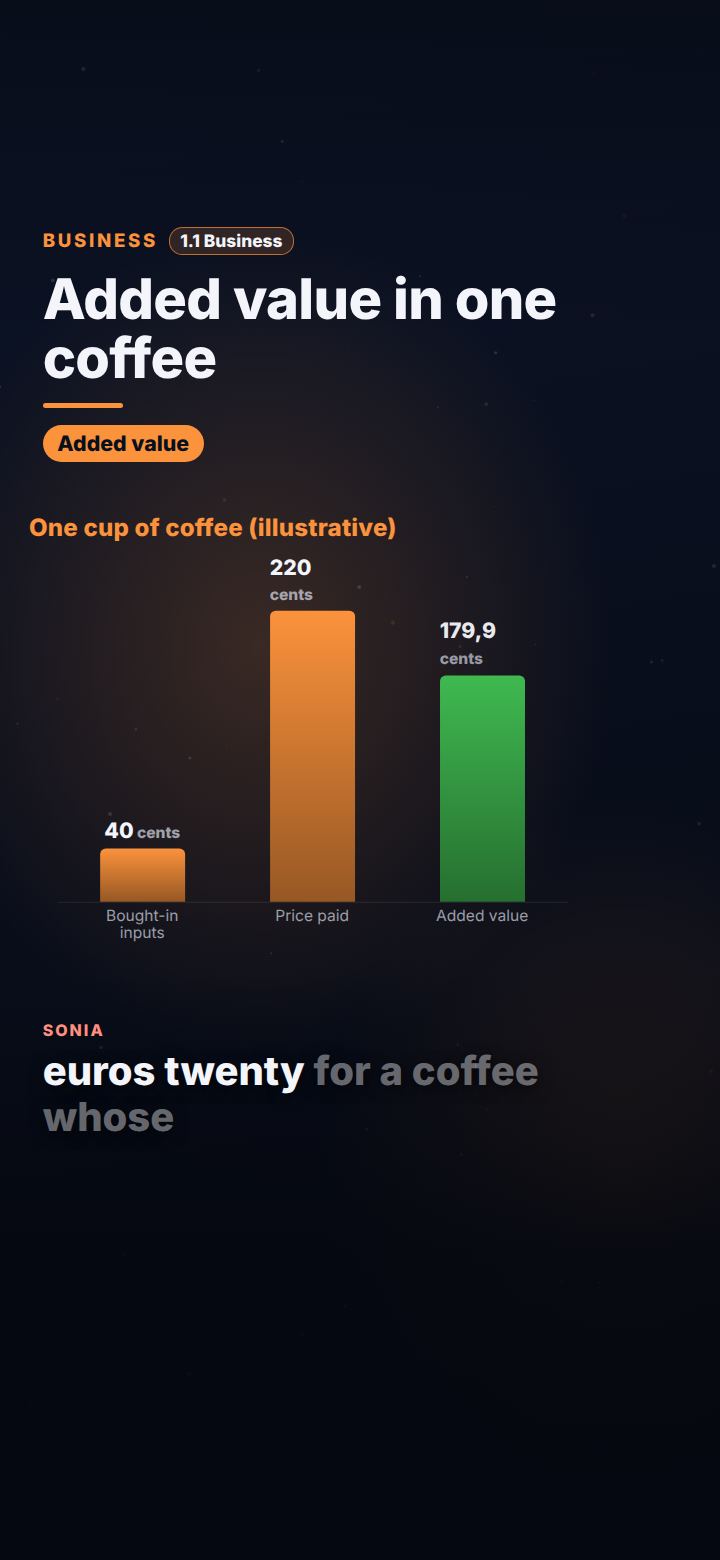 BUSINESS 1.1 Business
Added value in one
coffee
Added value
One cup of coffee (illustrative)
220
cents
179,9
cents
40 cents
Bought-in
inputs
Price paid
Added value
SONIA
euros twenty for a coffee
whose